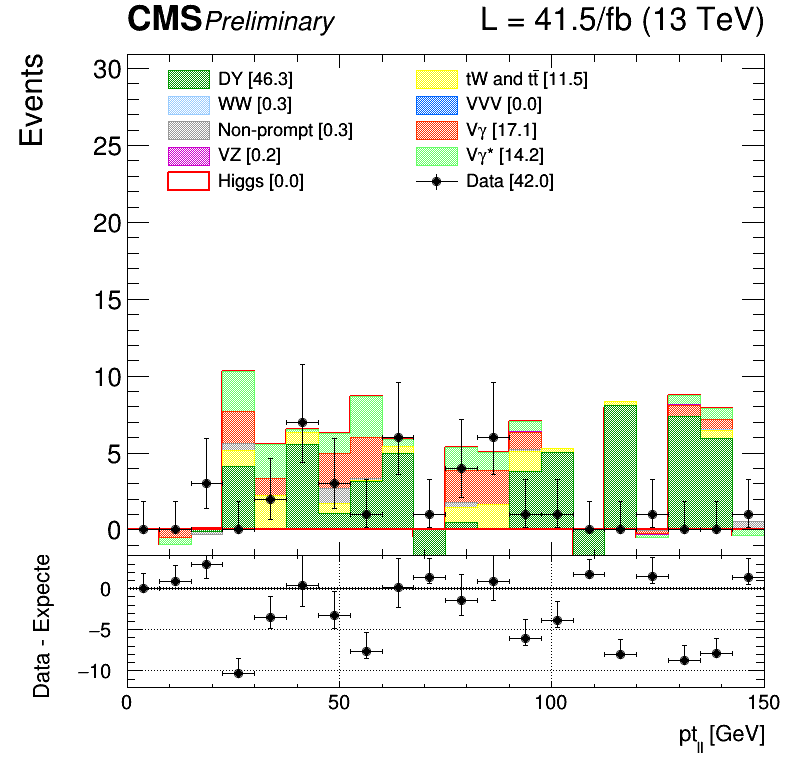 CMS Preliminary L = 41.5/fb (13 TeV)
Events
30
25
20
15
10
5
0
DY [46.3]
WW [0.3]
Non-prompt [0.3]
VZ [0.2]
Higgs [0.0]
tW and tt̄ [11.5]
VVV [0.0]
Vγ [17.1]
Vγ* [14.2]
Data [42.0]
Data - Expecte
0
−5
−10
0 50 100 150
pt_ll [GeV]